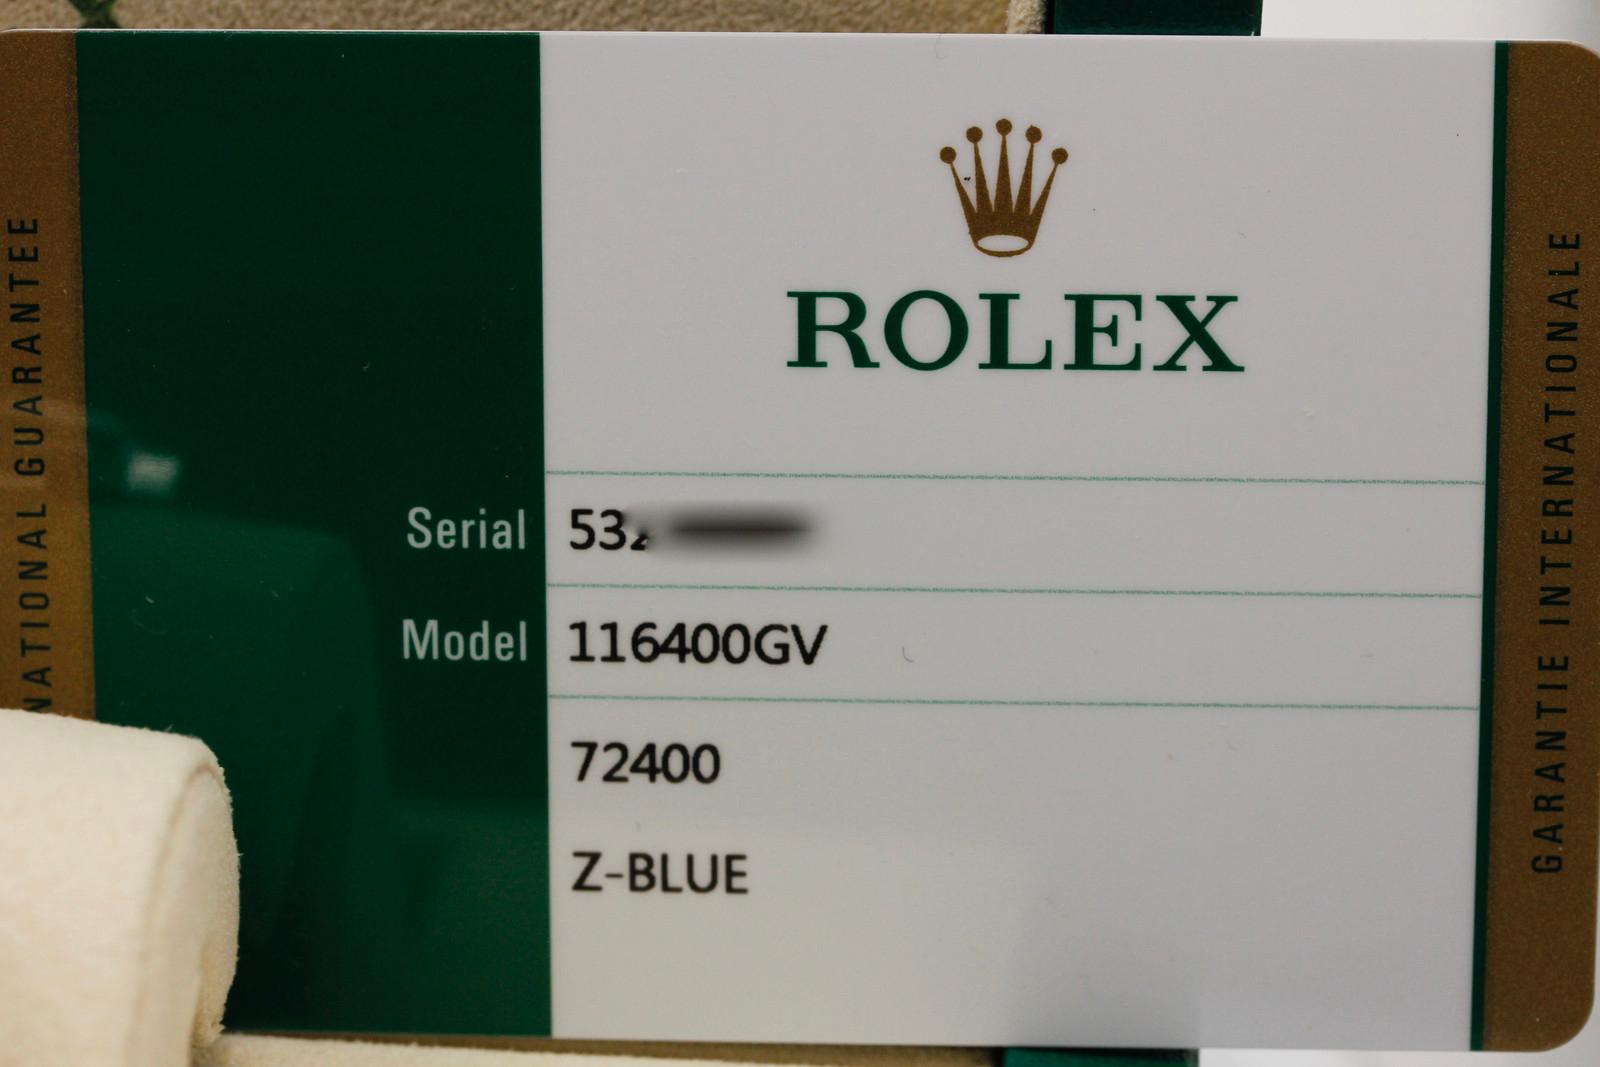 NATIONAL GUARANTEE
ROLEX
Serial 53
Model 116400GV
72400
Z-BLUE
GARANTIE INTERNATIONALE